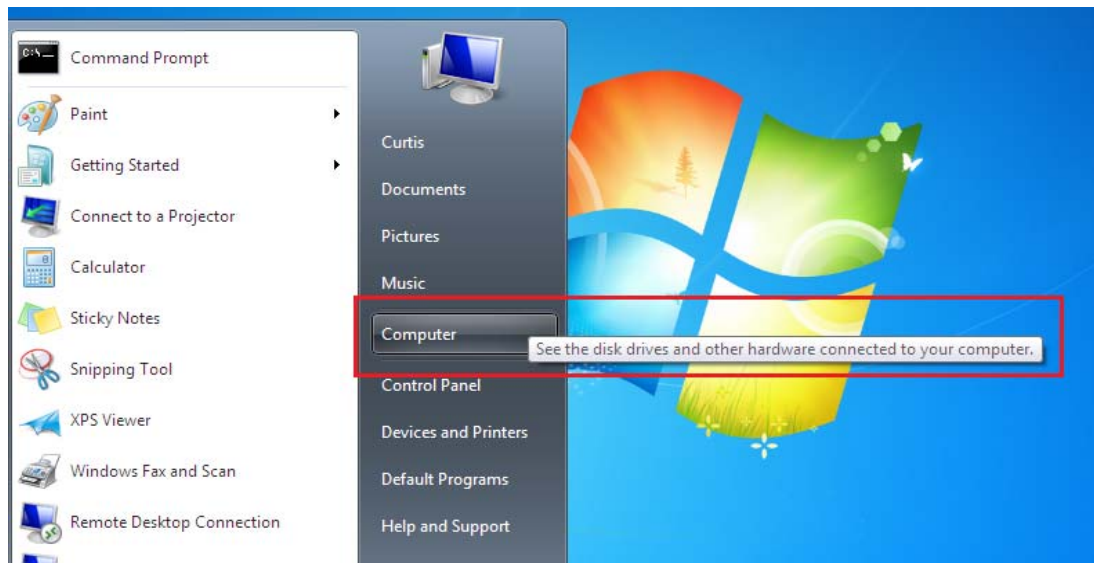 C:\_
Command Prompt
Paint
Getting Started
Connect to a Projector
Calculator
Sticky Notes
Snipping Tool
XPS Viewer
Windows Fax and Scan
Remote Desktop Connection
Curtis
Documents
Pictures
Music
Computer
See the disk drives and other hardware connected to your computer.
Control Panel
Devices and Printers
Default Programs
Help and Support